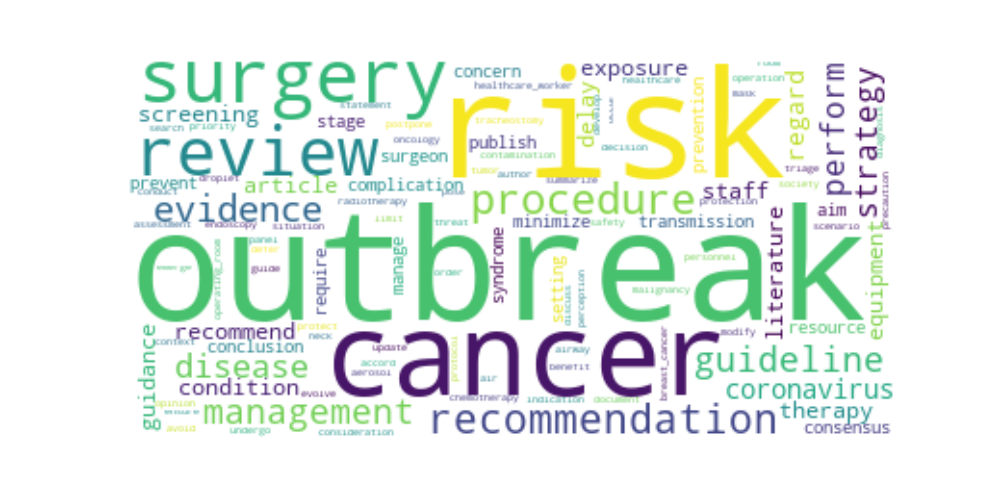 surgery
risk
outbreak
cancer
review
evidence
procedure
recommendation
guideline
management
disease
coronavirus
strategy
perform
literature
equipment
regard
delay
exposure
concern
healthcare_worker
healthcare
operation
mask
screening
statement
search
priority
stage
postpone
tracheostomy
oncology
publish
surgeon
contamination
decision
prevention
develop
author
summarize
tumor
triage
society
prevent
droplet
conduct
article
complication
radiotherapy
staff
protection
precaution
aim
scenario
minimize
safety
transmission
assessment
endoscopy
situation
limit
threat
panel
guide
operating_room
require
manage
order
syndrome
setting
discuss
perception
personnel
malignancy
resource
guidance
recommend
protect
neck
context
conclusion
update
accord
aerosol
protocol
air
airway
benefit
breast_cancer
modify
condition
evolve
chemotherapy
indication
document
therapy
consensus
opinion
avoid
undergo
consideration